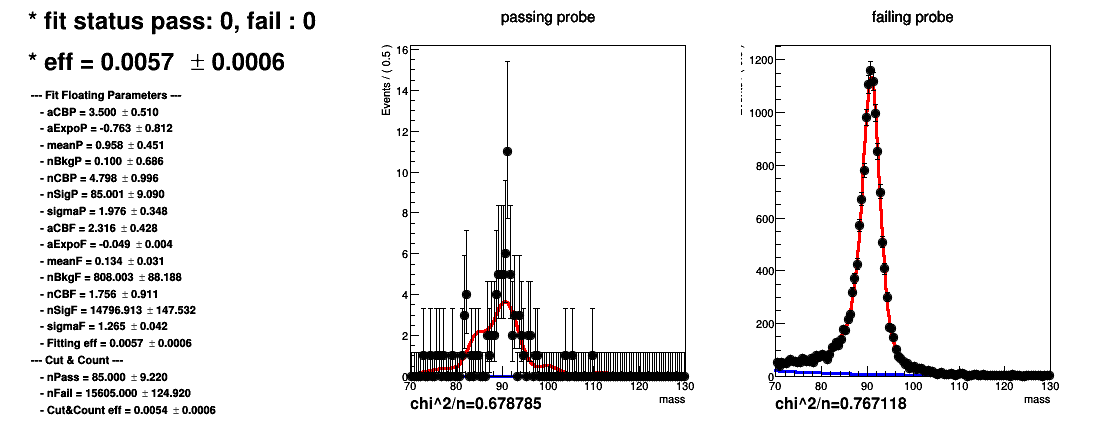 * fit status pass: 0, fail : 0
* eff = 0.0057 ± 0.0006
--- Fit Floating Parameters ---
- aCBP = 3.500 ± 0.510
- aExpoP = -0.763 ± 0.812
- meanP = 0.958 ± 0.451
- nBkgP = 0.100 ± 0.686
- nCBP = 4.798 ± 0.996
- nSigP = 85.001 ± 9.090
- sigmaP = 1.976 ± 0.348
- aCBF = 2.316 ± 0.428
- aExpoF = -0.049 ± 0.004
- meanF = 0.134 ± 0.031
- nBkgF = 808.003 ± 88.188
- nCBF = 1.756 ± 0.911
- nSigF = 14796.913 ± 147.532
- sigmaF = 1.265 ± 0.042
- Fitting eff = 0.0057 ± 0.0006
--- Cut & Count ---
- nPass = 85.000 ± 9.220
- nFail = 15605.000 ± 124.920
- Cut&Count eff = 0.0054 ± 0.0006
passing probe
Events / ( 0.5 )
16
14
12
10
8
6
4
2
0
70 80 90 100 110 120 130
mass
chi^2/n=0.678785
failing probe
1200
1000
800
600
400
200
0
70 80 90 100 110 120 130
mass
chi^2/n=0.767118